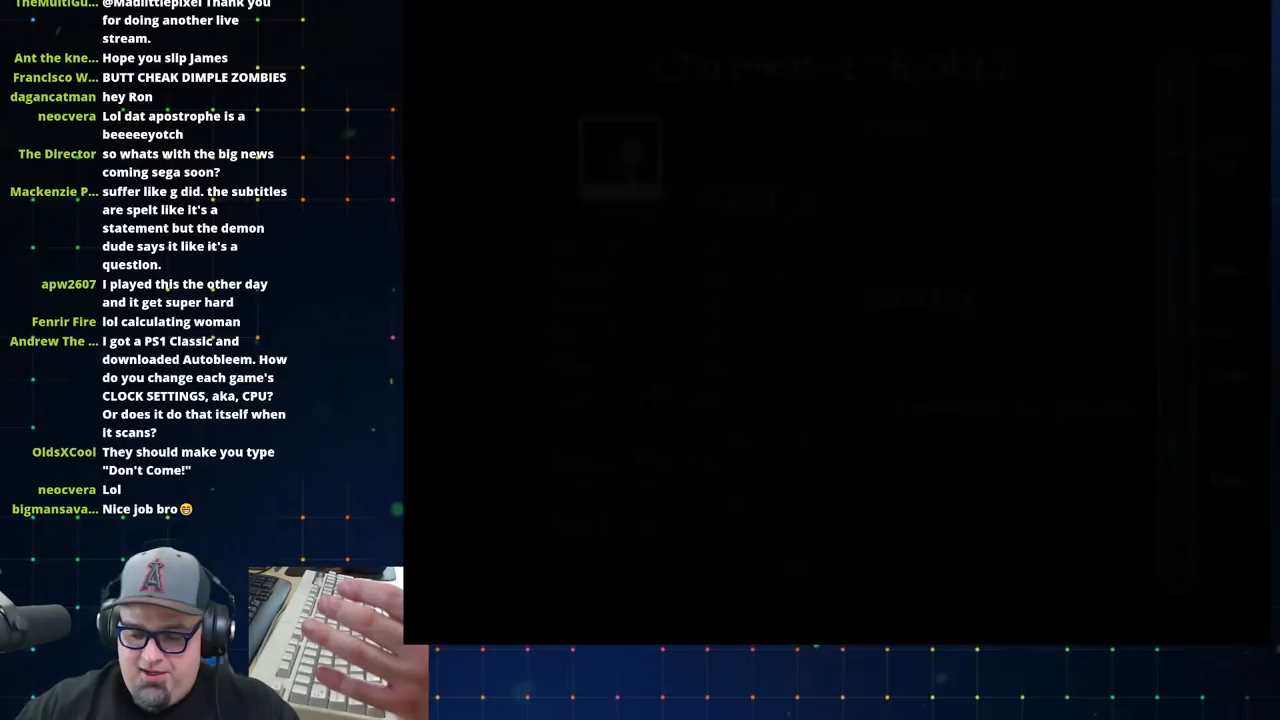 TheMultiGu... @Madlittlepixel Thank you
for doing another live
stream.
Ant the kne... Hope you slip James
Francisco W... BUTT CHEAK DIMPLE ZOMBIES
dagancatman hey Ron
neocvera Lol dat apostrophe is a
beeeeyotch
The Director so whats with the big news
coming sega soon?
Mackenzie P... suffer like g did. the subtitles
are spelt like it's a
statement but the demon
dude says it like it's a
question.
apw2607 I played this the other day
and it get super hard
Fenrir Fire lol calculating woman
Andrew The ... I got a PS1 Classic and
downloaded Autobleem. How
do you change each game's
CLOCK SETTINGS, aka, CPU?
Or does it do that itself when
it scans?
OldsXCool They should make you type
"Don't Come!"
neocvera Lol
bigmansava... Nice job bro😁
A